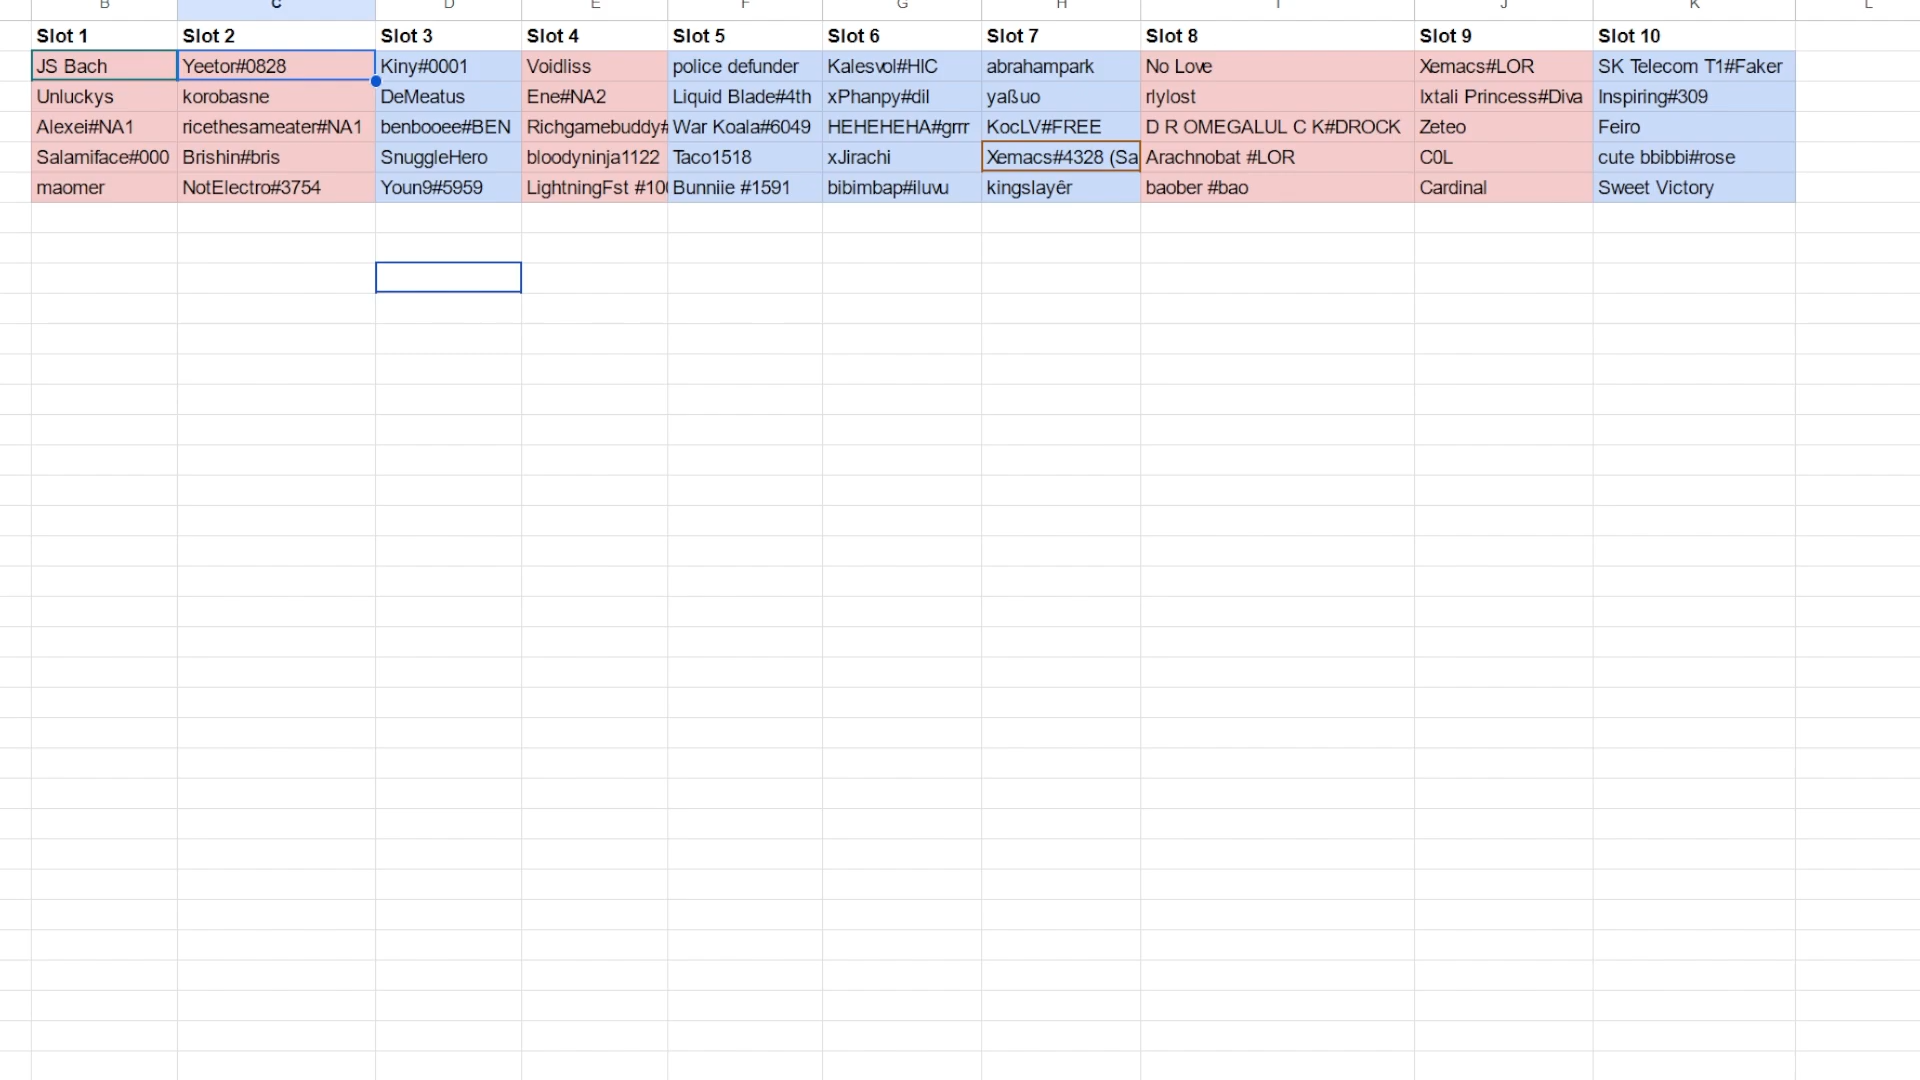 B C D E F G H I J K L
Slot 1 Slot 2 Slot 3 Slot 4 Slot 5 Slot 6 Slot 7 Slot 8 Slot 9 Slot 10
JS Bach Yeetor#0828 Kiny#0001 Voidliss police defunder Kalesvol#HIC abrahampark No Love Xemacs#LOR SK Telecom T1#Faker
Unluckys korobasne DeMeatus Ene#NA2 Liquid Blade#4th xPhanpy#dil yaßuo rlylost Ixtali Princess#Diva Inspiring#309
Alexei#NA1 ricethesameater#NA1 benbooee#BEN Richgamebuddy# War Koala#6049 HEHEHEHA#grrr KocLV#FREE D R OMEGALUL C K#DROCK Zeteo Feiro
Salamiface#000 Brishin#bris SnuggleHero bloodyninja1122 Taco1518 xJirachi Xemacs#4328 (Sa Arachnobat #LOR C0L cute bbibbi#rose
maomer NotElectro#3754 Youn9#5959 LightningFst #10 Bunniie #1591 bibimbap#iluvu kingslayêr baober #bao Cardinal Sweet Victory